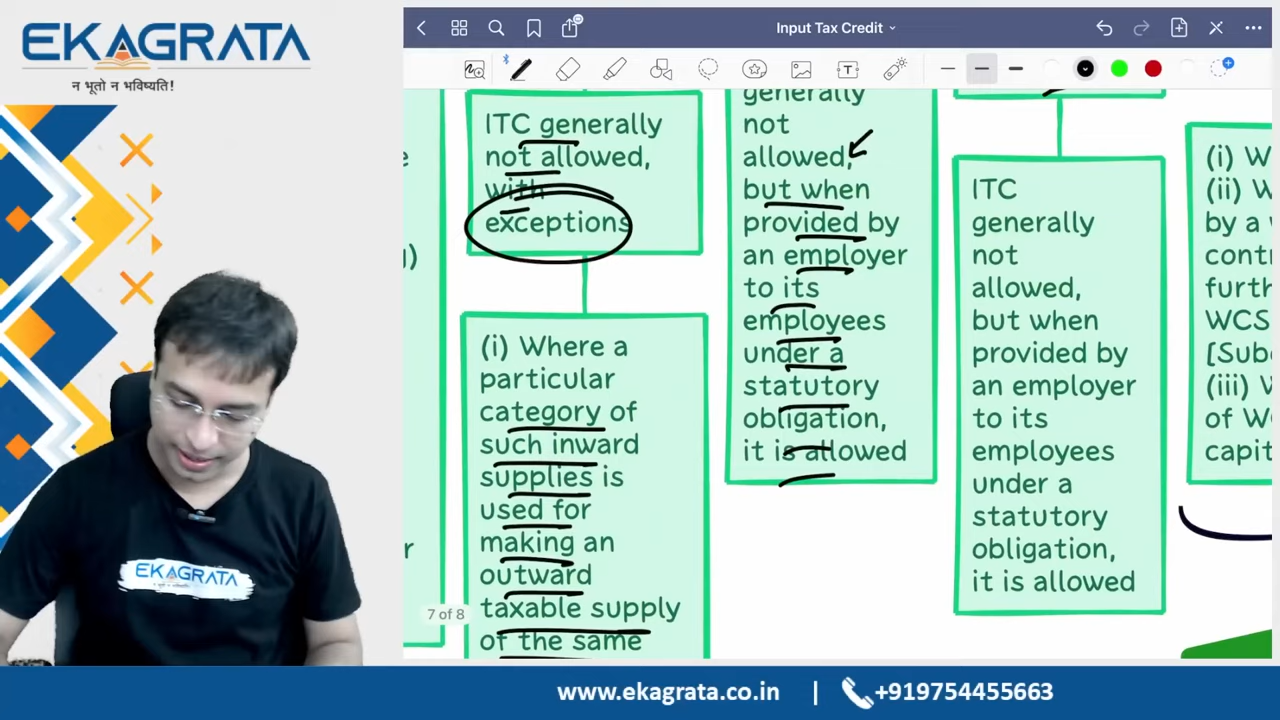 EKAGRATA
न भूतो न भविष्यति!
Input Tax Credit
T
ITC generally
not allowed,
with
exceptions
(i) Where a
particular
category of
such inward
supplies is
used for
making an
outward
taxable supply
of the same
generally
not
allowed,
but when
provided by
an employer
to its
employees
under a
statutory
obligation,
it is allowed
ITC
generally
not
allowed,
but when
provided by
an employer
to its
employees
under a
statutory
obligation,
it is allowed
(i) W
(ii) W
by a
cont
furth
WCS
(iii)
of W
capit
7 of 8
EKAGRATA
www.ekagrata.co.in | +919754455663